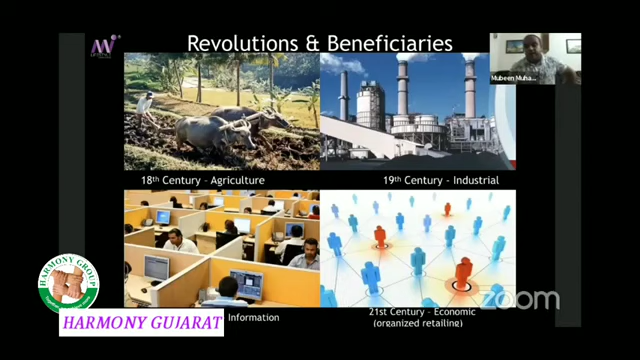 Revolutions & Beneficiaries
Mubeen Muha...
18th Century – Agriculture
19th Century – Industrial
HARMONY GROUP
Information
21st Century – Economic
(organized retailing)
zoom
HARMONY GUJARAT